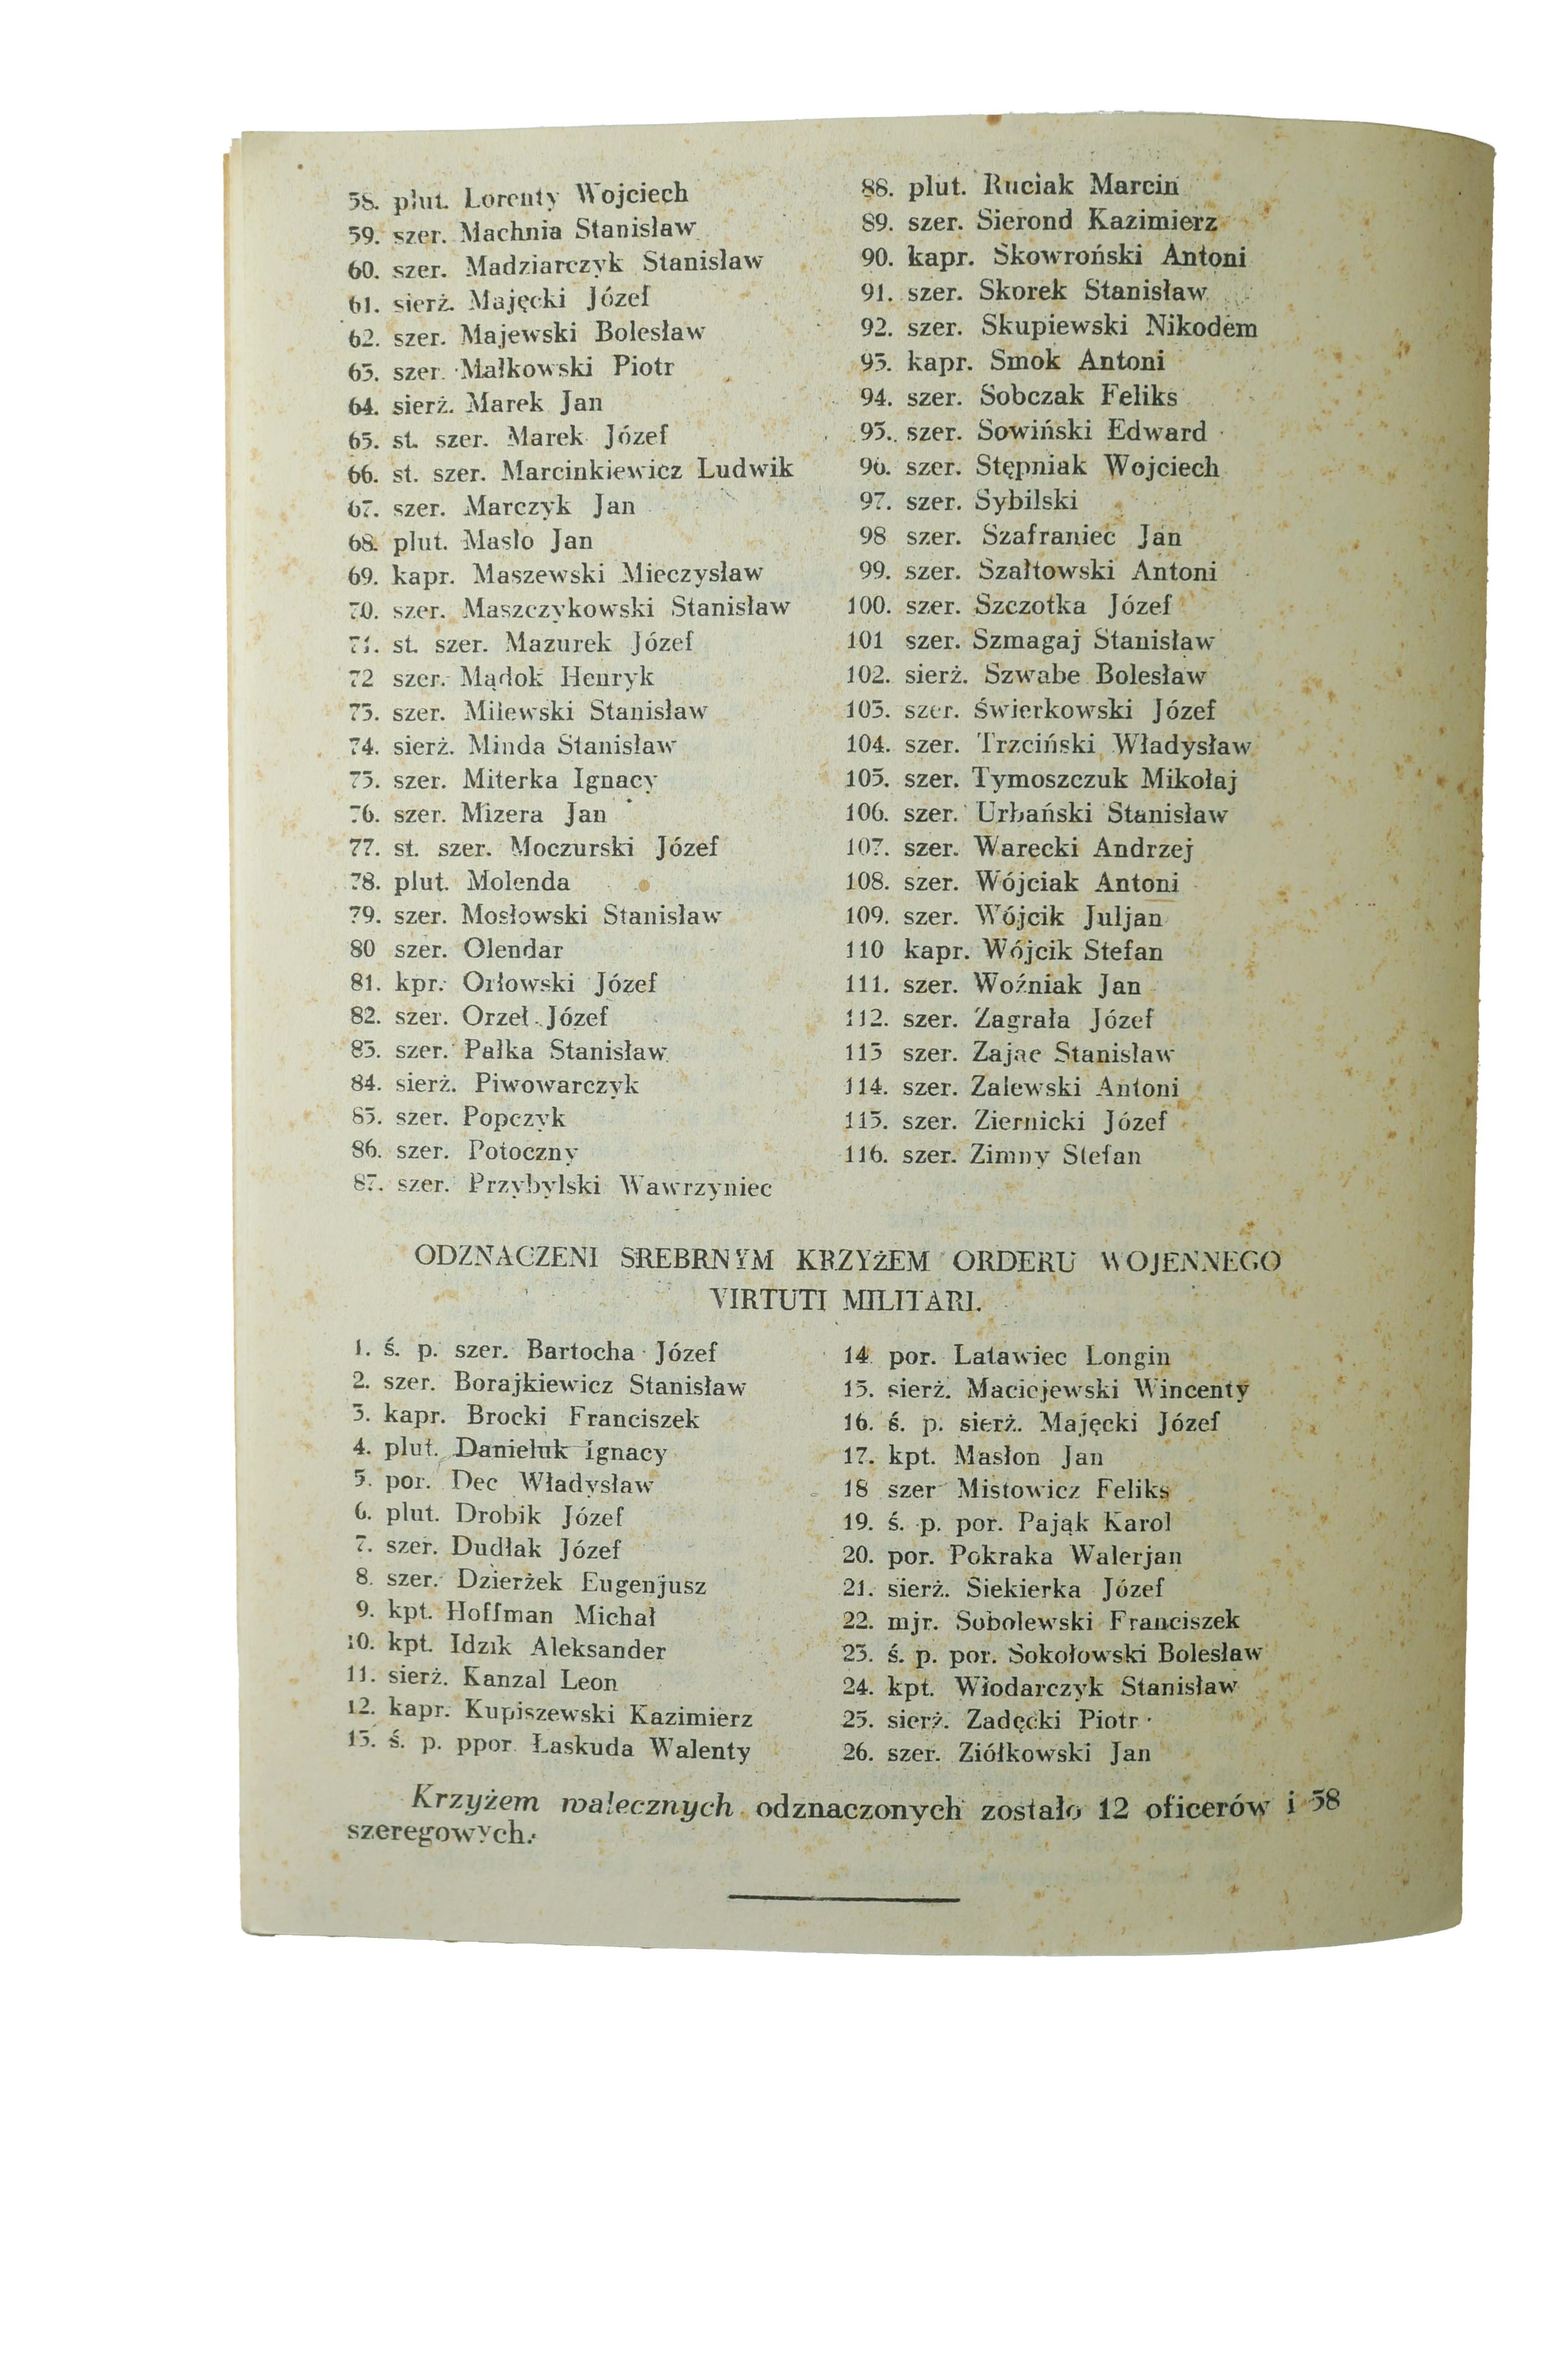 58. plut. Lorenty Wojciech
59. szer. Machnia Stanisław
60. szer. Madziarczyk Stanisław
61. sierż. Majęcki Józef
62. szer. Majewski Bolesław
63. szer. Małkowski Piotr
64. sierż. Marek Jan
65. st. szer. Marek Józef
66. st. szer. Marcinkiewicz Ludwik
67. szer. Marczyk Jan
68. plut. Masło Jan
69. kapr. Maszewski Mieczysław
70. szer. Maszczykowski Stanisław
71. st. szer. Mazurek Józef
72 szer. Mądok Henryk
73. szer. Milewski Stanisław
74. sierż. Minda Stanisław
75. szer. Miterka Ignacy
76. szer. Mizera Jan
77. st. szer. Moczurski Józef
78. plut. Molenda
79. szer. Mosłowski Stanisław
80 szer. Olendar
81. kpr. Orłowski Józef
82. szer. Orzeł Józef
83. szer. Pałka Stanisław
84. sierż. Piwowarczyk
85. szer. Popczyk
86. szer. Potoczny
87. szer. Przybylski Wawrzyniec
88. plut. Ruciak Marcin
89. szer. Sierond Kazimierz
90. kapr. Skowroński Antoni
91. szer. Skorek Stanisław
92. szer. Skupiewski Nikodem
93. kapr. Smok Antoni
94. szer. Sobczak Feliks
95. szer. Sowiński Edward
96. szer. Stępniak Wojciech
97. szer. Sybilski
98 szer. Szafraniec Jan
99. szer. Szałtowski Antoni
100. szer. Szczotka Józef
101 szer. Szmagaj Stanisław
102. sierż. Szwabe Bolesław
103. szer. Świerkowski Józef
104. szer. Trzciński Władysław
105. szer. Tymoszczuk Mikołaj
106. szer. Urbański Stanisław
107. szer. Warecki Andrzej
108. szer. Wójciak Antoni
109. szer. Wójcik Juljan
110 kapr. Wójcik Stefan
111. szer. Woźniak Jan
112. szer. Zagrała Józef
113 szer. Zając Stanisław
114. szer. Zalewski Antoni
115. szer. Ziernicki Józef
116. szer. Zimny Stefan
ODZNACZENI SREBRNYM KRZYŻEM ORDERU WOJENNEGO
VIRTUTI MILITARI.
1. ś. p. szer. Bartocha Józef
2. szer. Borajkiewicz Stanisław
3. kapr. Brocki Franciszek
4. plut. Danieluk Ignacy
5. por. Dec Władysław
6. plut. Drobik Józef
7. szer. Dudłak Józef
8. szer. Dzierżek Eugenjusz
9. kpt. Hoffman Michał
10. kpt. Idzik Aleksander
11. sierż. Kanzal Leon
12. kapr. Kupiszewski Kazimierz
13. ś. p. ppor. Łaskuda Walenty
14 por. Latawiec Longin
15. sierż. Maciejewski Wincenty
16. ś. p. sierż. Majęcki Józef
17. kpt. Masłon Jan
18 szer Mistowicz Feliks
19. ś. p. por. Pająk Karol
20. por. Pokraka Walerjan
21. sierż. Siekierka Józef
22. mjr. Sobolewski Franciszek
23. ś. p. por. Sokołowski Bolesław
24. kpt. Włodarczyk Stanisław
25. sierż. Zadęcki Piotr
26. szer. Ziółkowski Jan
Krzyżem walecznych odznaczonych zostało 12 oficerów i 58
szeregowych.